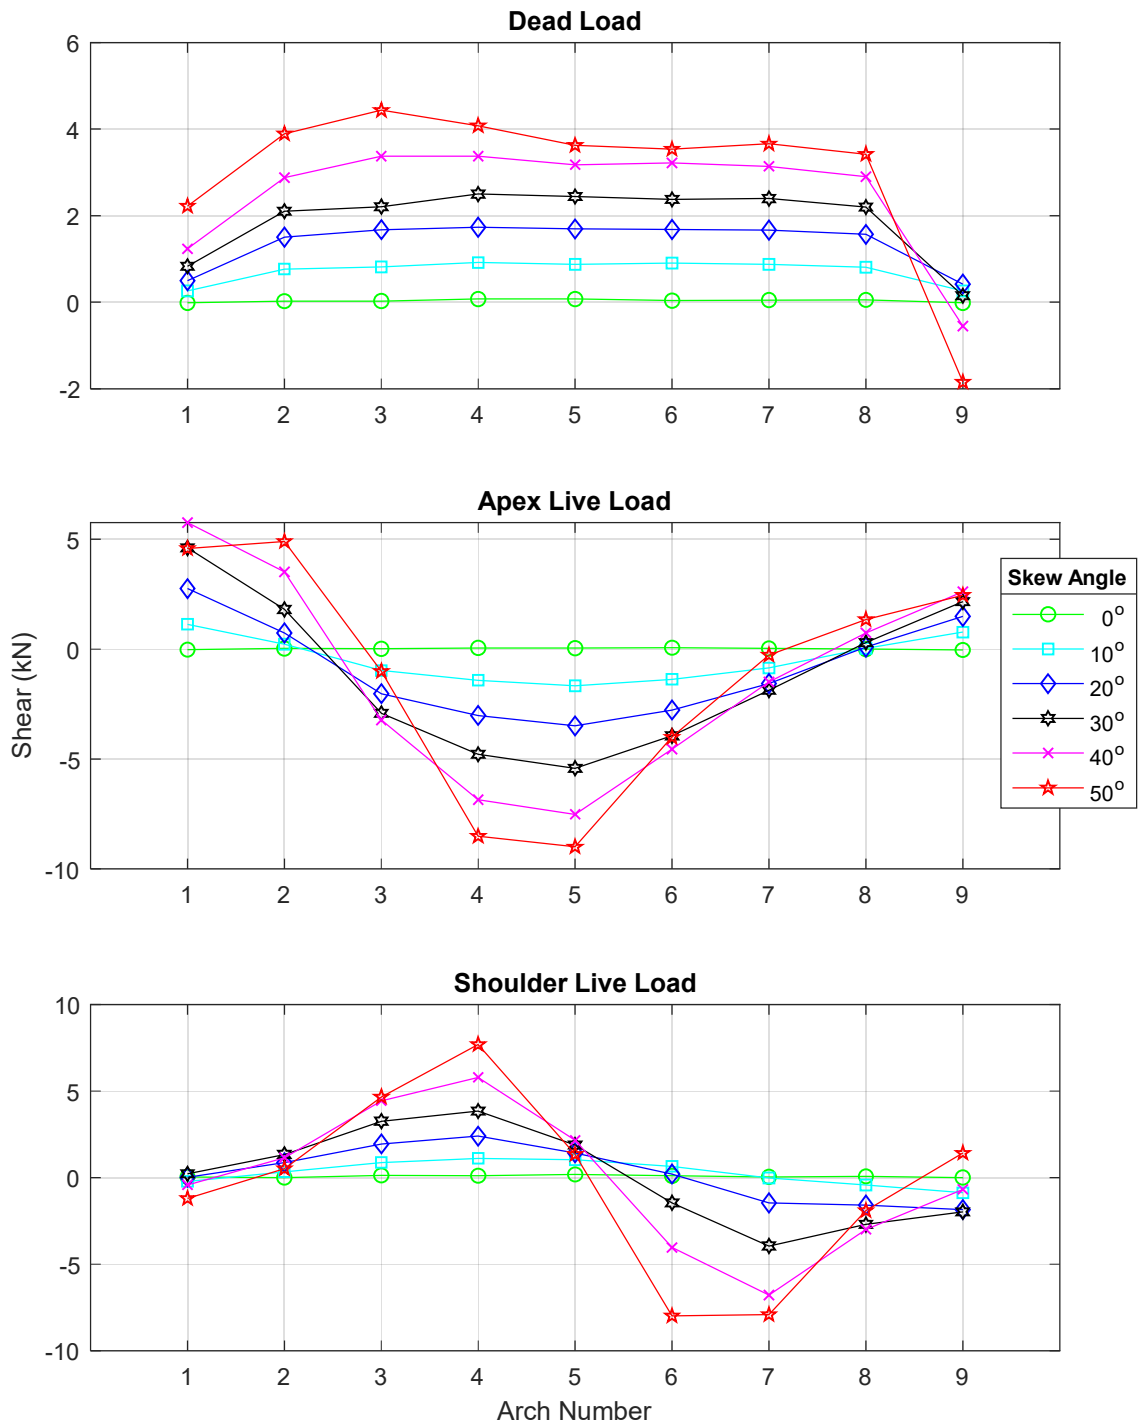 Dead Load
6
4
2
0
-2
1 2 3 4 5 6 7 8 9
Apex Live Load
5
0
-5
-10
1 2 3 4 5 6 7 8 9
Shear (kN)
Skew Angle
0°
10°
20°
30°
40°
50°
Shoulder Live Load
10
5
0
-5
-10
1 2 3 4 5 6 7 8 9
Arch Number